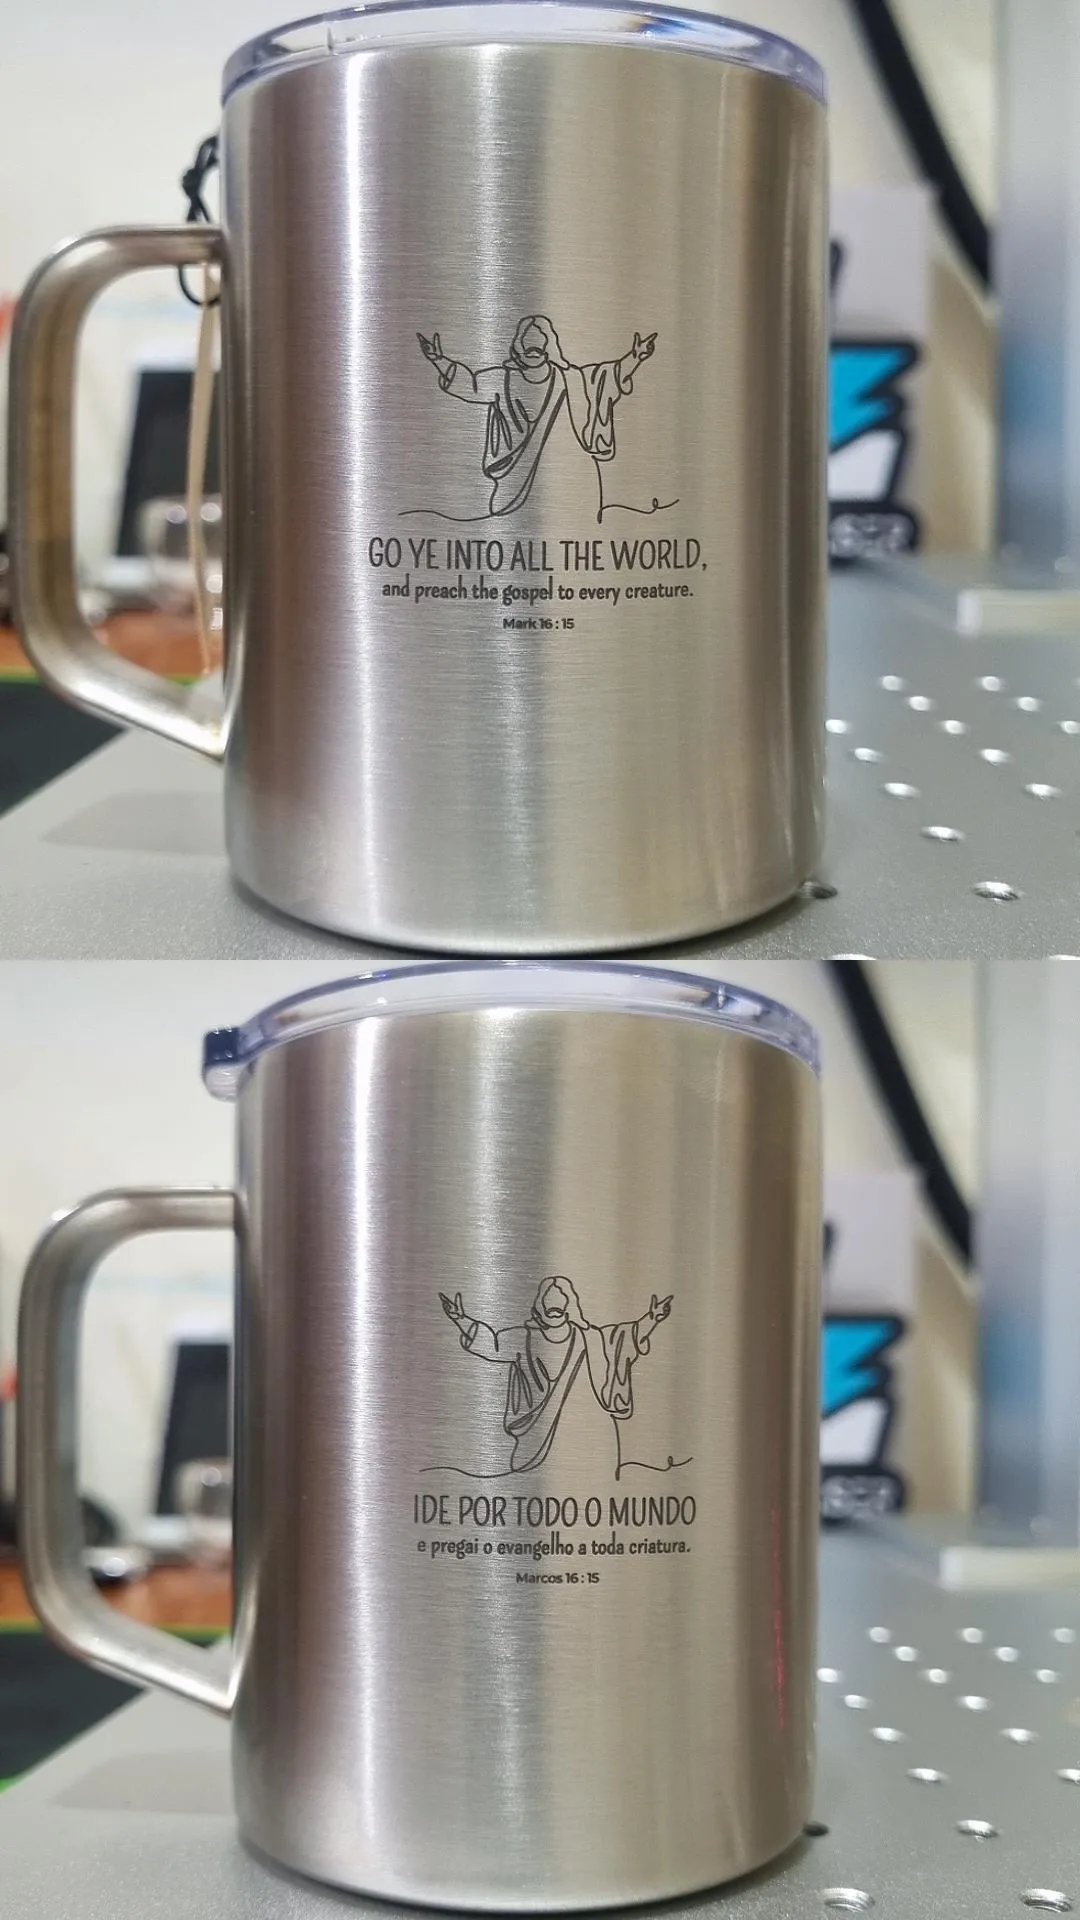 GO YE INTO ALL THE WORLD,
and preach the gospel to every creature.
Mark 16 : 15
IDE POR TODO O MUNDO
e pregai o evangelho a toda criatura.
Marcos 16 : 15